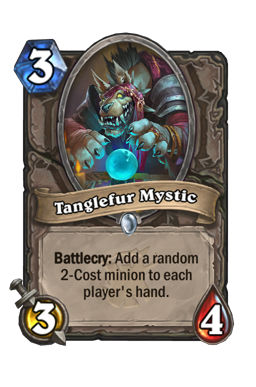 3
Tanglefur Mystic
Battlecry: Add a random
2-Cost minion to each
player's hand.
3
4